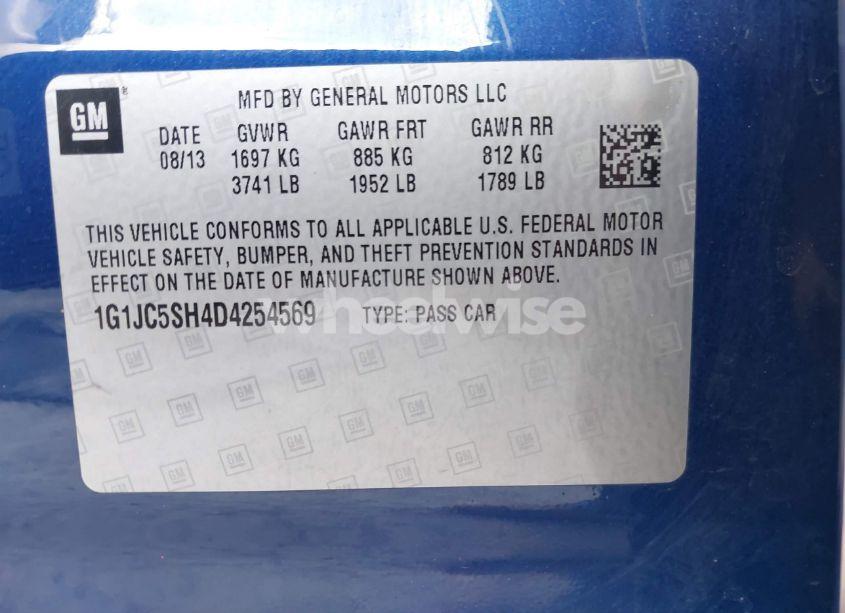 GM
MFD BY GENERAL MOTORS LLC
DATE GVWR GAWR FRT GAWR RR
08/13 1697 KG 885 KG 812 KG
3741 LB 1952 LB 1789 LB
THIS VEHICLE CONFORMS TO ALL APPLICABLE U.S. FEDERAL MOTOR
VEHICLE SAFETY, BUMPER, AND THEFT PREVENTION STANDARDS IN
EFFECT ON THE DATE OF MANUFACTURE SHOWN ABOVE.
1G1JC5SH4D4254569 TYPE: PASS CAR
wheelwise